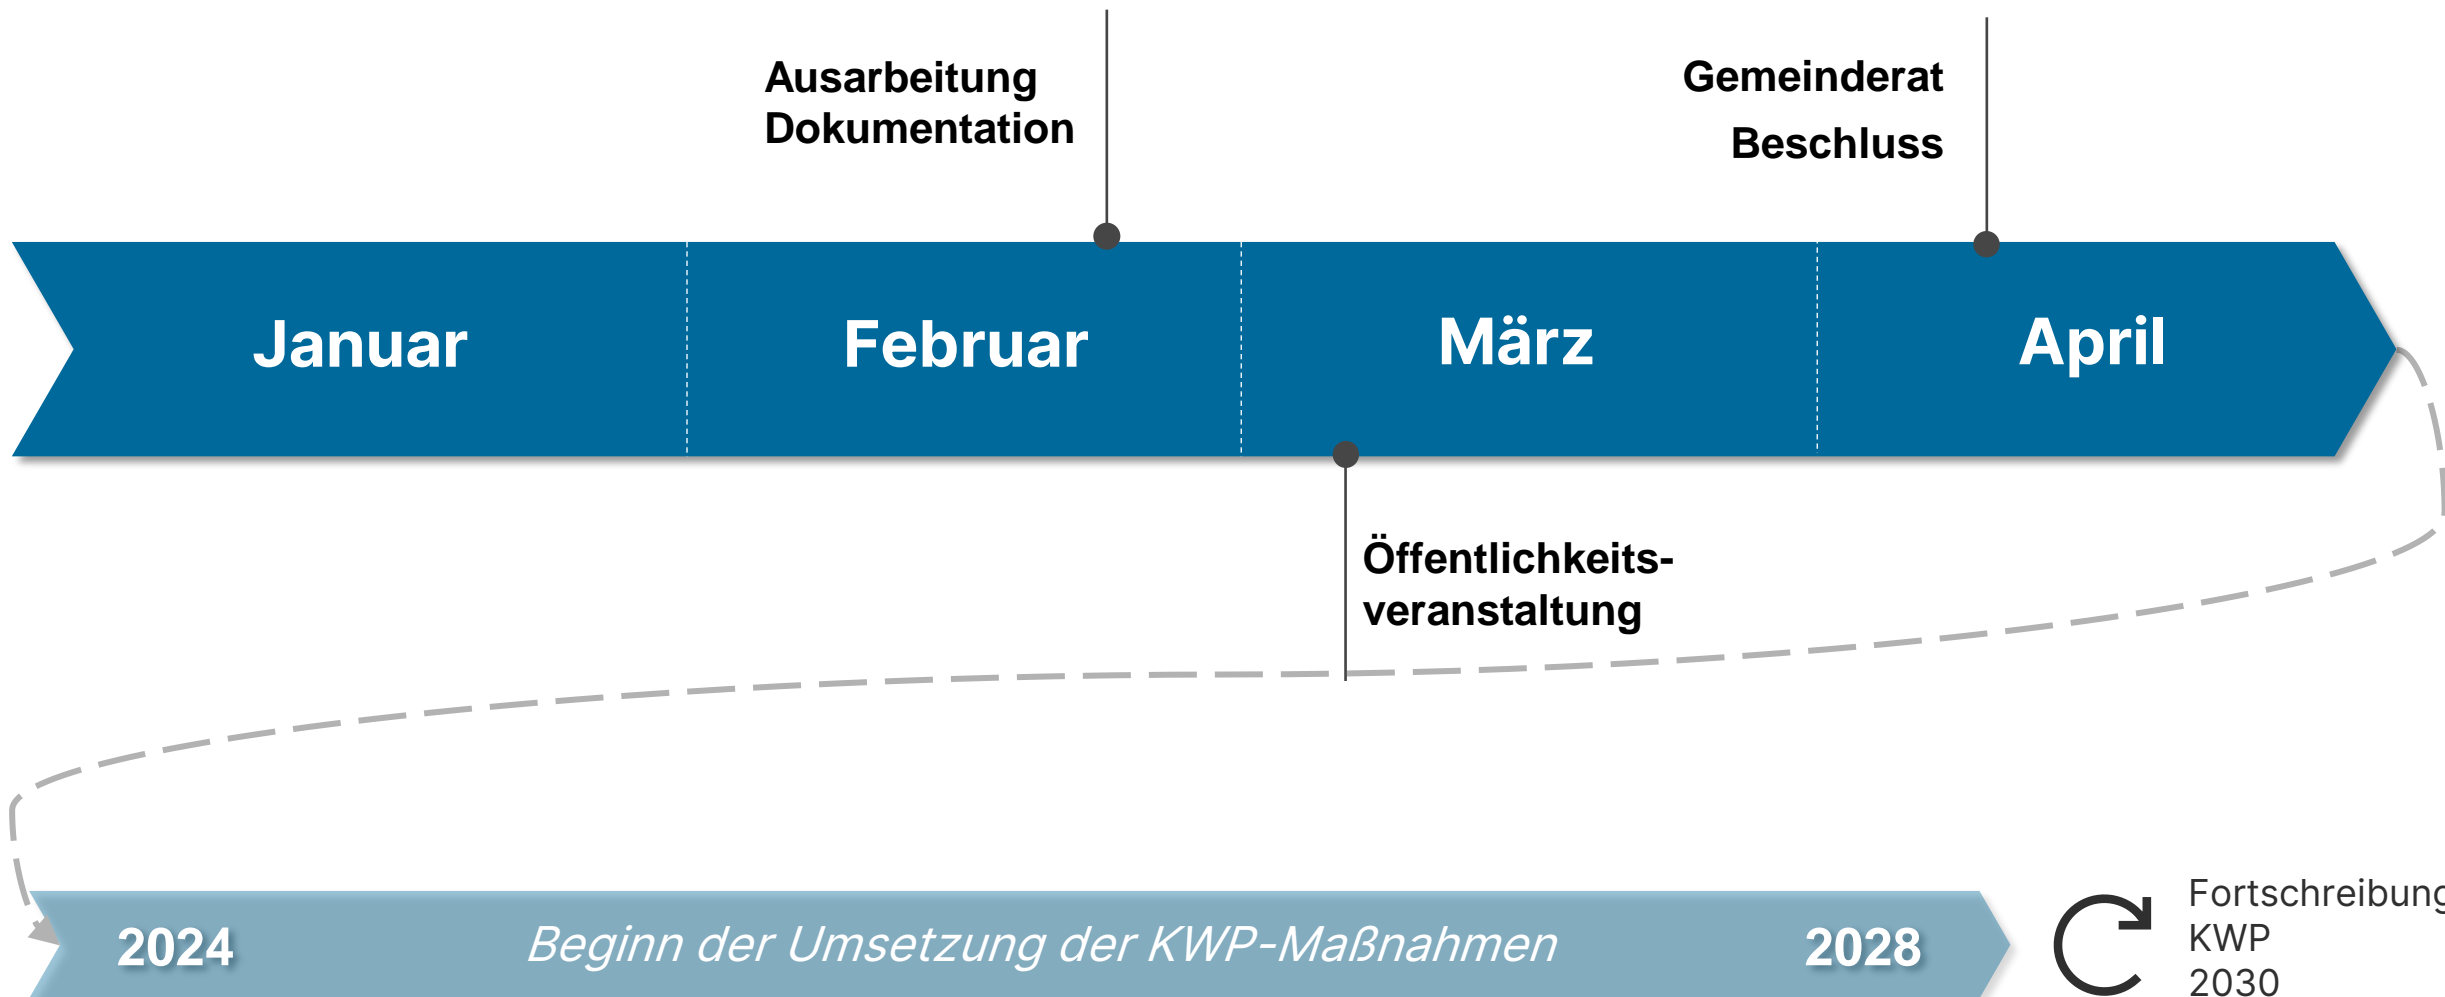 Ausarbeitung
Dokumentation
Gemeinderat
Beschluss
Januar
Februar
März
April
Öffentlichkeits-
veranstaltung
2024
Beginn der Umsetzung der KWP-Maßnahmen
2028
Fortschreibung
KWP
2030